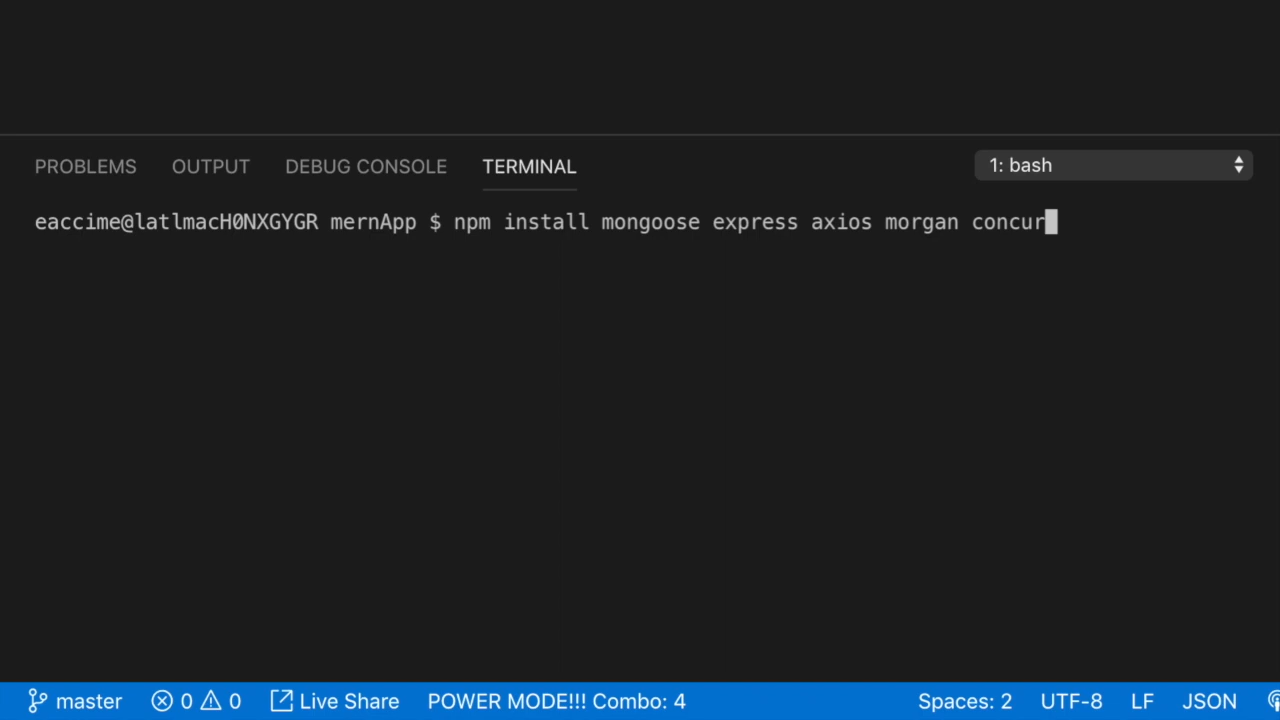 PROBLEMS OUTPUT DEBUG CONSOLE TERMINAL 1: bash
eaccime@latlmacH0NXGYGR mernApp $ npm install mongoose express axios morgan concur
master 0 0 Live Share POWER MODE!!! Combo: 4 Spaces: 2 UTF-8 LF JSON